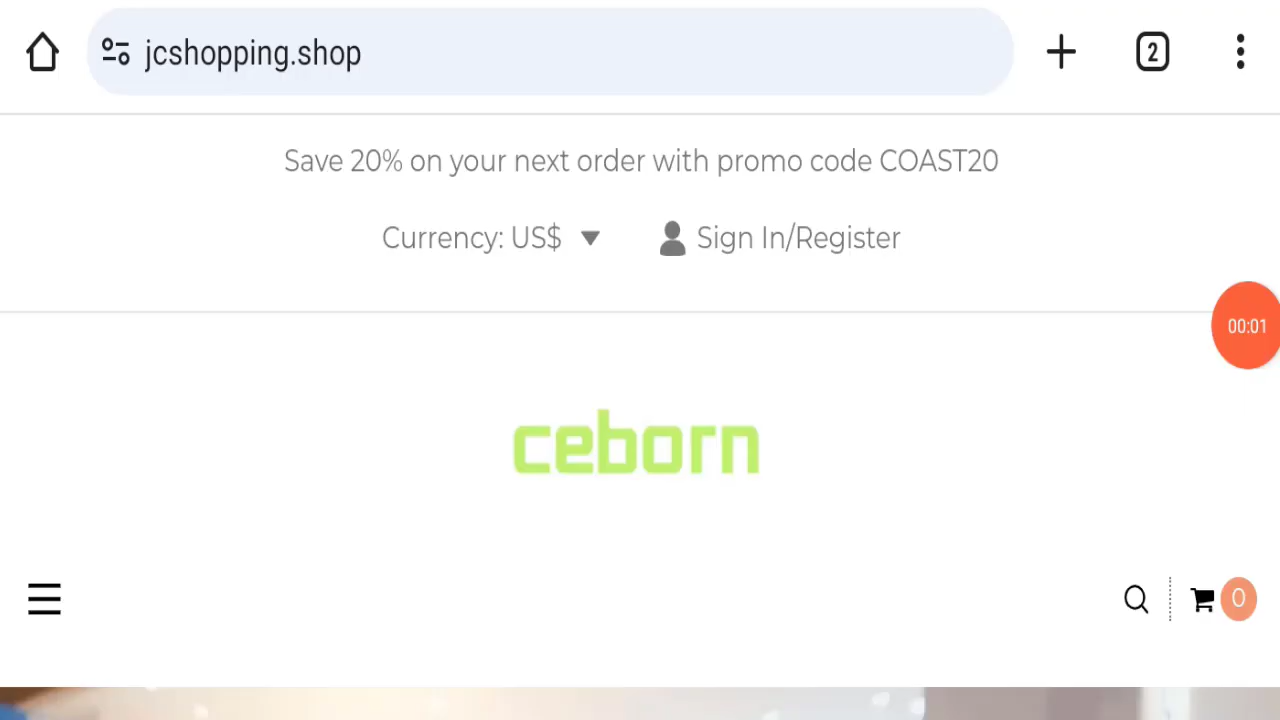 jcshopping.shop
2
Save 20% on your next order with promo code COAST20
Currency: US$ Sign In/Register
00:01
ceborn
0